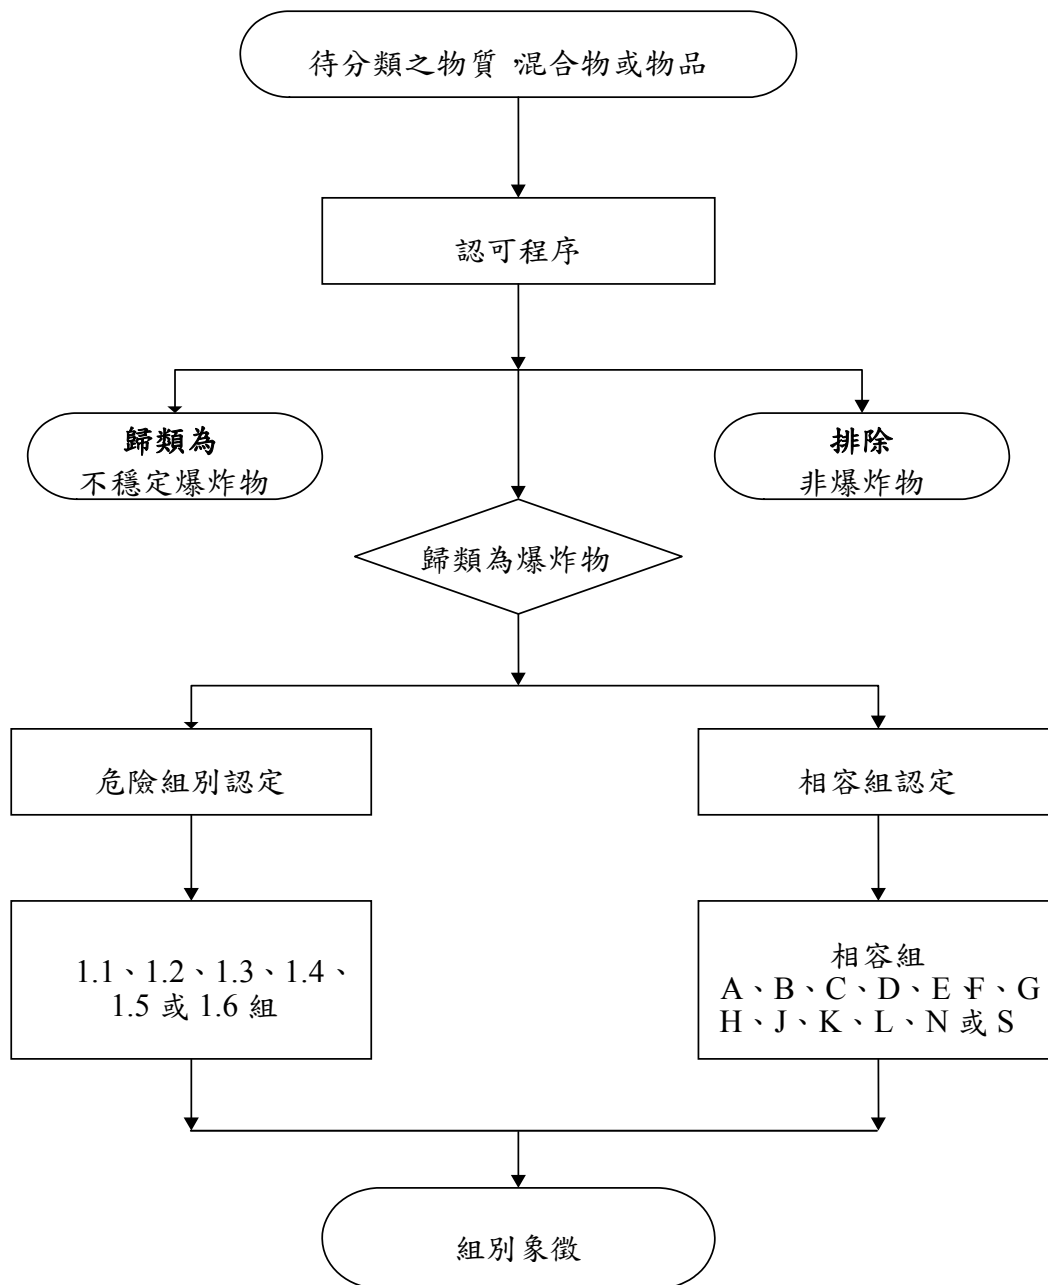 待分類之物質、混合物或物品
認可程序
歸類為
不穩定爆炸物
排除
非爆炸物
歸類為爆炸物
危險組別認定
相容組認定
1.1、1.2、1.3、1.4、
1.5 或 1.6 組
相容組
A、B、C、D、E、F、G
H、J、K、L、N 或 S
組別象徵